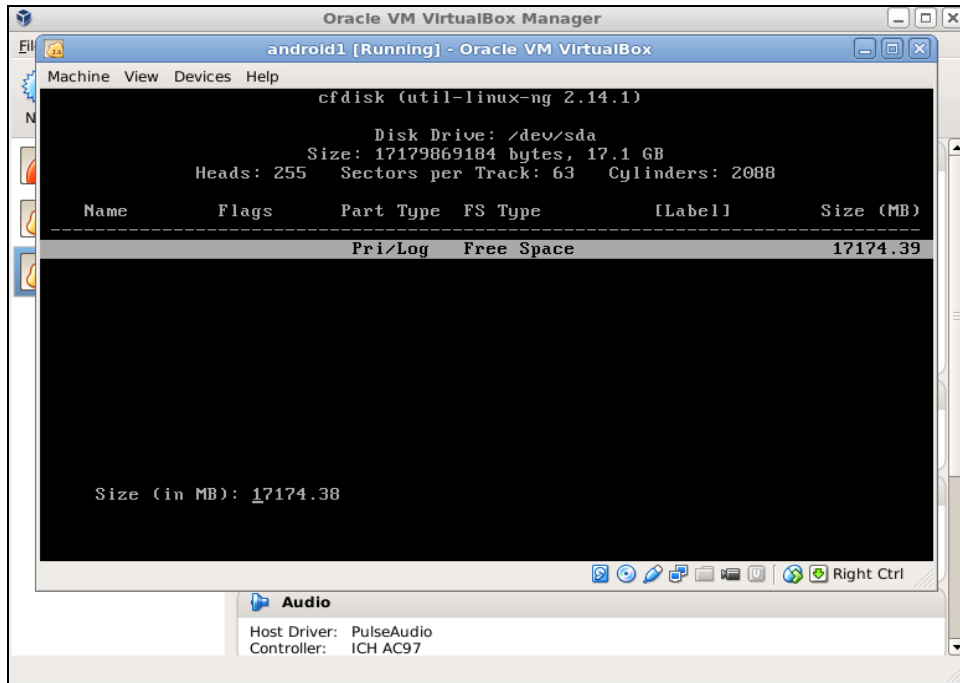 Oracle VM VirtualBox Manager
Fil
android1 [Running] - Oracle VM VirtualBox
Machine View Devices Help
N
cfdisk (util-linux-ng 2.14.1)
Disk Drive: /dev/sda
Size: 17179869184 bytes, 17.1 GB
Heads: 255 Sectors per Track: 63 Cylinders: 2088
Name Flags Part Type FS Type [Label] Size (MB)
Pri/Log Free Space 17174.39
Size (in MB): 17174.38
Right Ctrl
Audio
Host Driver: PulseAudio
Controller: ICH AC97